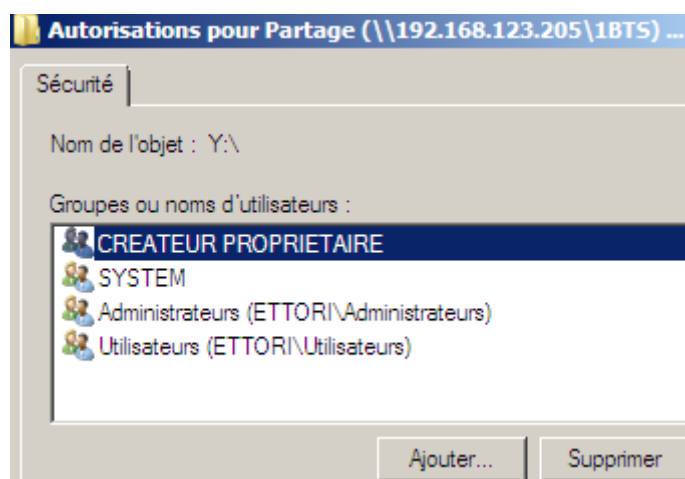 Autorisations pour Partage (\\192.168.123.205\1BTS) ...
Sécurité
Nom de l'objet : Y:\
Groupes ou noms d'utilisateurs :
CREATEUR PROPRIETAIRE
SYSTEM
Administrateurs (ETTORI\Administrateurs)
Utilisateurs (ETTORI\Utilisateurs)
Ajouter... Supprimer